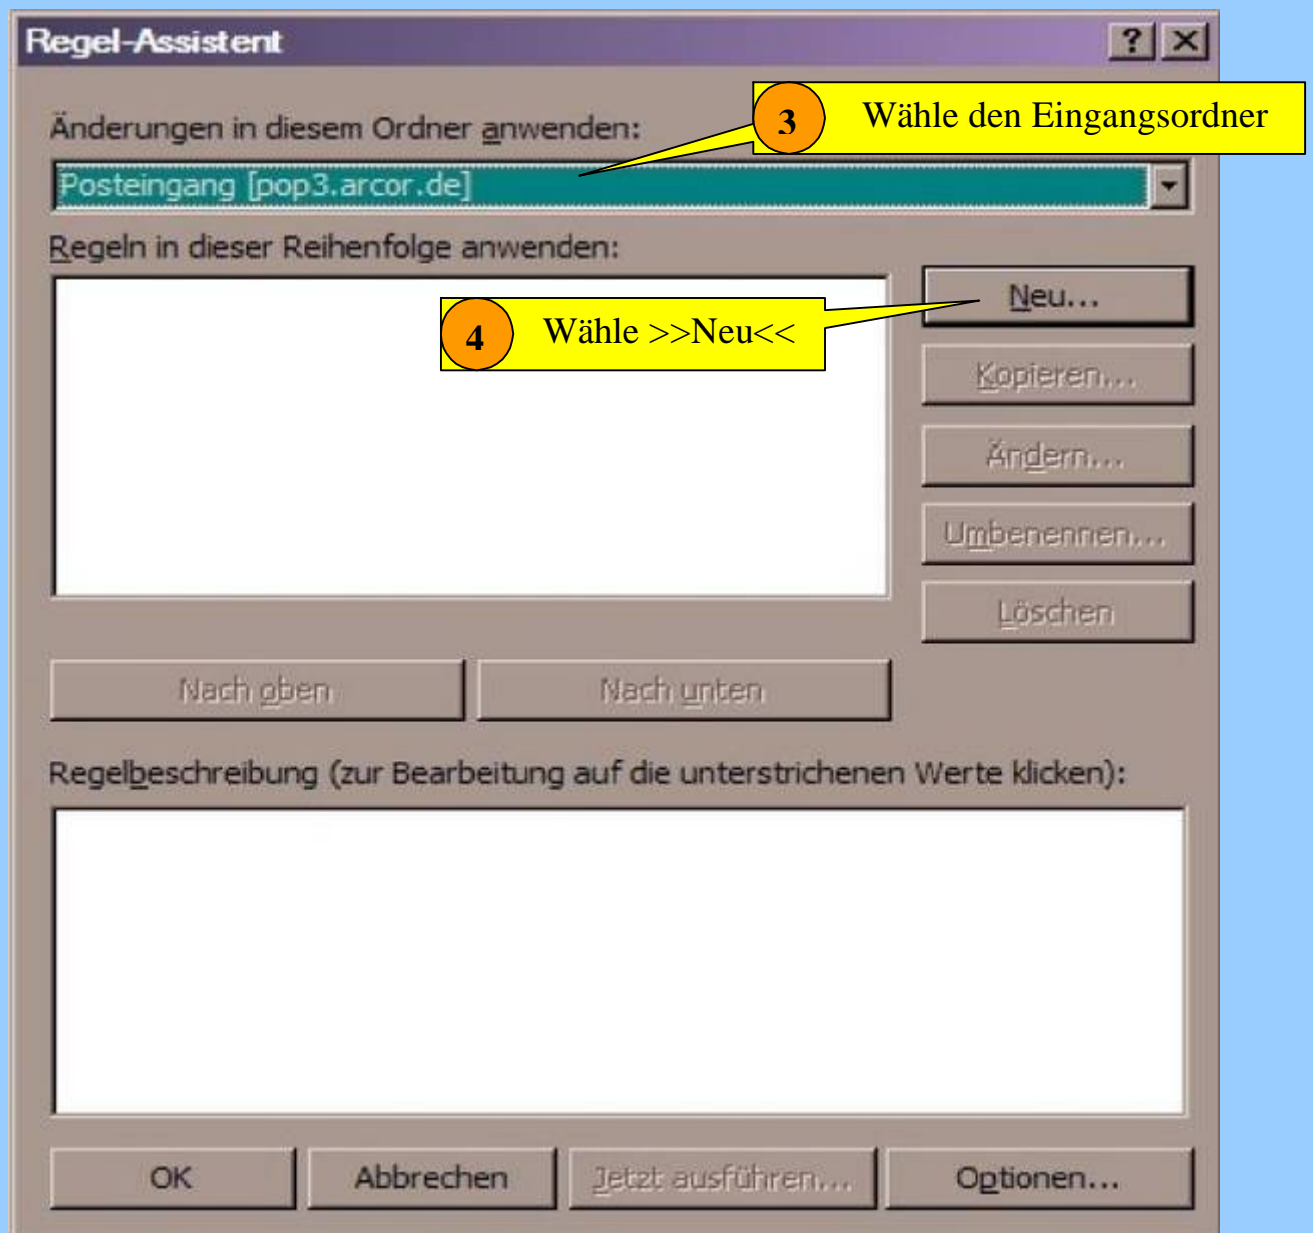 Regel-Assistent
Änderungen in diesem Ordner anwenden:
3 Wähle den Eingangsordner
Posteingang [pop3.arcor.de]
Regeln in dieser Reihenfolge anwenden:
Neu...
4 Wähle >>Neu<<
Kopieren...
Ändern...
Umbenennen...
Löschen
Nach oben
Nach unten
Regelbeschreibung (zur Bearbeitung auf die unterstrichenen Werte klicken):
OK
Abbrechen
Jetzt ausführen...
Optionen...